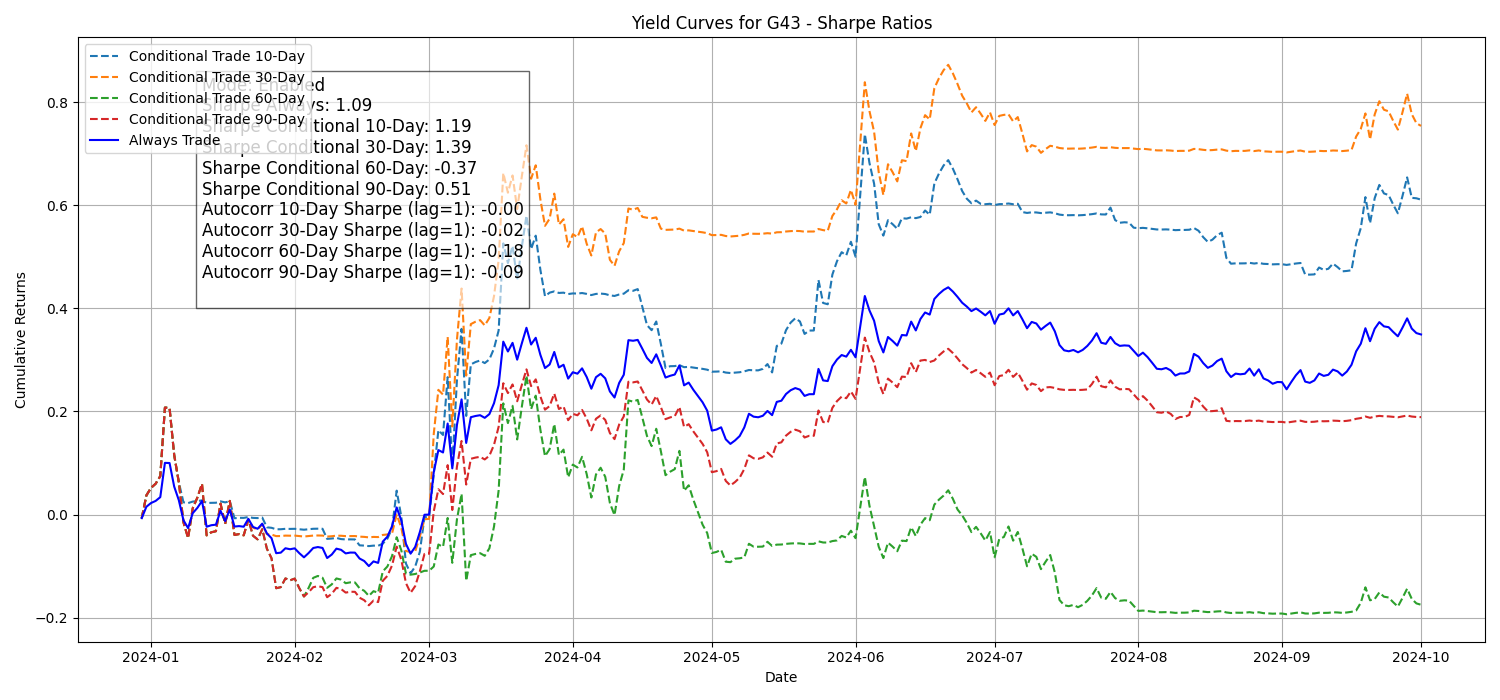 Yield Curves for G43 - Sharpe Ratios
Conditional Trade 10-Day
Conditional Trade 30-Day
Conditional Trade 60-Day
Conditional Trade 90-Day
Always Trade
Mode: Enabled
Sharpe Always: 1.09
Sharpe Conditional 10-Day: 1.19
Sharpe Conditional 30-Day: 1.39
Sharpe Conditional 60-Day: -0.37
Sharpe Conditional 90-Day: 0.51
Autocorr 10-Day Sharpe (lag=1): -0.00
Autocorr 30-Day Sharpe (lag=1): -0.02
Autocorr 60-Day Sharpe (lag=1): -0.18
Autocorr 90-Day Sharpe (lag=1): -0.09
Cumulative Returns
0.8
0.6
0.4
0.2
0.0
−0.2
2024-01
2024-02
2024-03
2024-04
2024-05
2024-06
2024-07
2024-08
2024-09
2024-10
Date